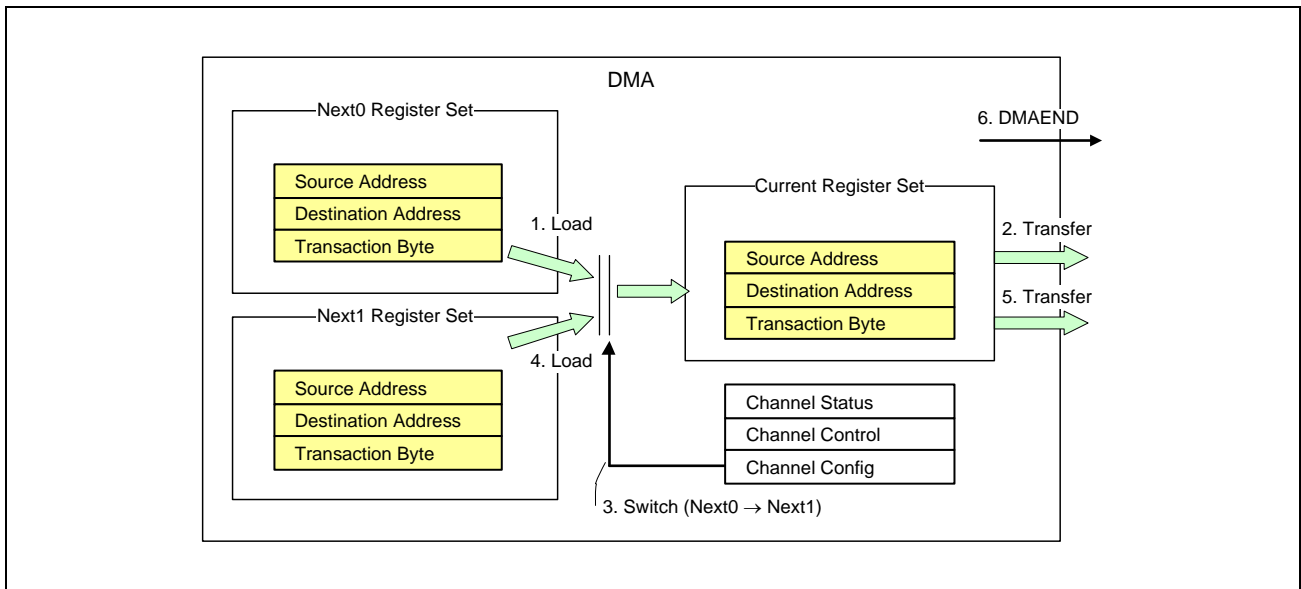 DMA
Next0 Register Set
6. DMAEND
Source Address
Destination Address
Transaction Byte
1. Load
Current Register Set
2. Transfer
Source Address
Destination Address
Transaction Byte
5. Transfer
Next1 Register Set
4. Load
Source Address
Destination Address
Transaction Byte
Channel Status
Channel Control
Channel Config
3. Switch (Next0 → Next1)